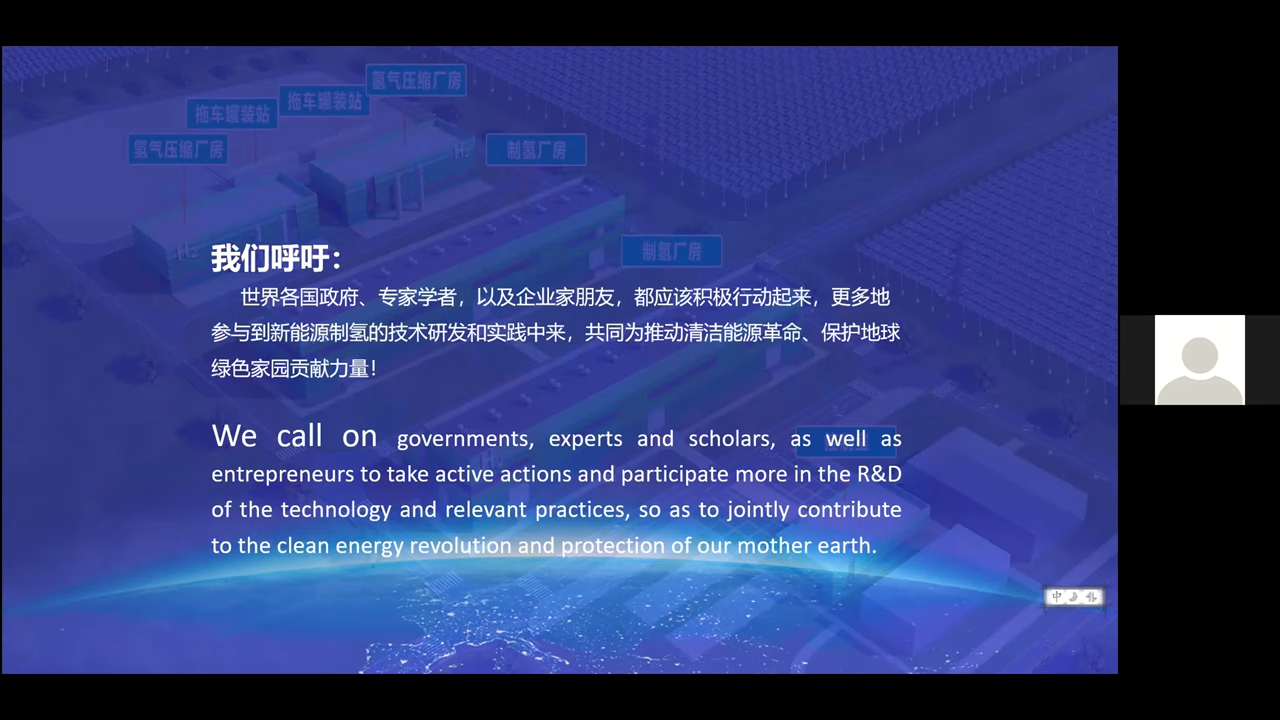 氢气压缩厂房
拖车罐装站
拖车罐装站
氢气压缩厂房
制氢厂房
H₂
H₂
制氢厂房
我们呼吁：
世界各国政府、专家学者，以及企业家朋友，都应该积极行动起来，更多地
参与到新能源制氢的技术研发和实践中来，共同为推动清洁能源革命、保护地球
绿色家园贡献力量！
We call on governments, experts and scholars, as well as
entrepreneurs to take active actions and participate more in the R&D
of the technology and relevant practices, so as to jointly contribute
to the clean energy revolution and protection of our mother earth.
中